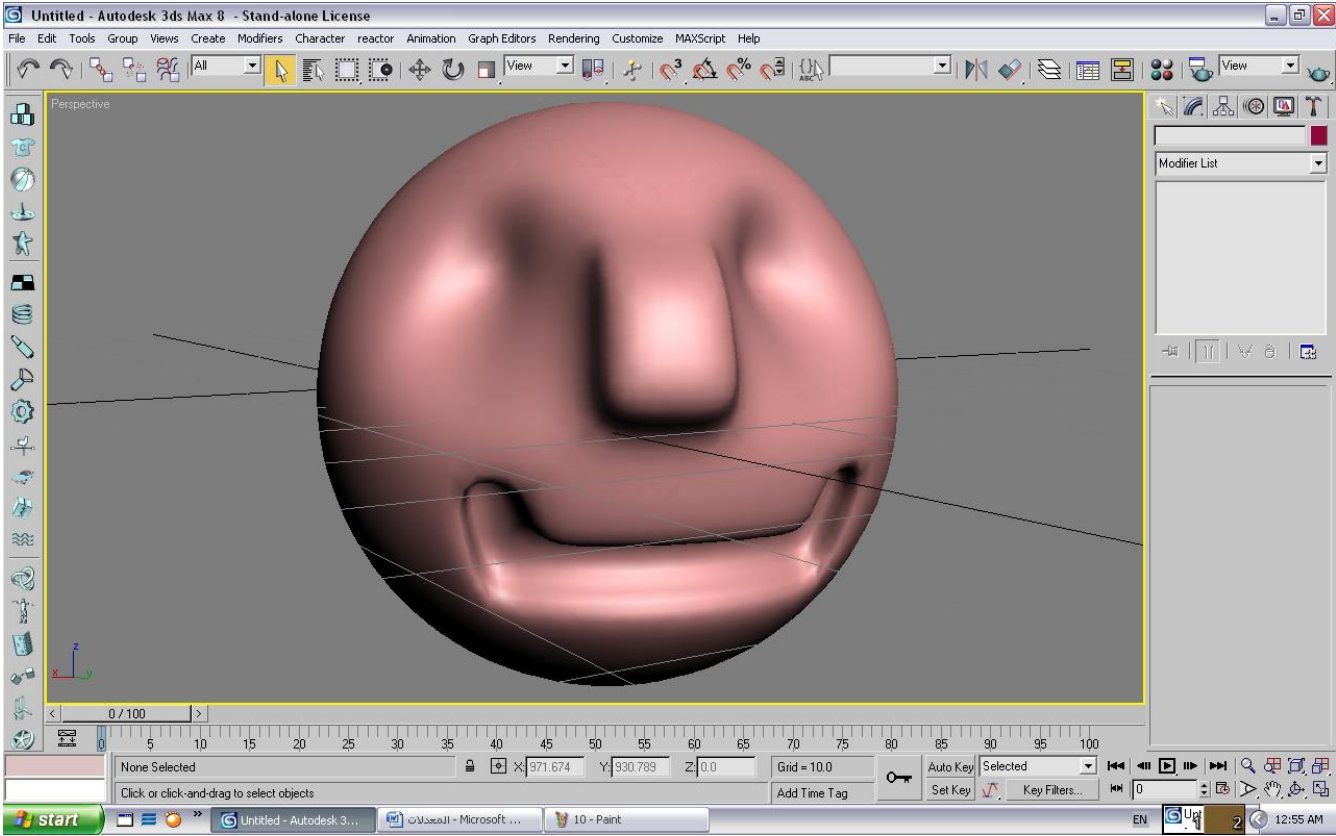 Untitled - Autodesk 3ds Max 8 - Stand-alone License
File Edit Tools Group Views Create Modifiers Character reactor Animation Graph Editors Rendering Customize MAXScript Help
All View ABC View
Perspective
Modifier List
z
x y
0 / 100
0 5 10 15 20 25 30 35 40 45 50 55 60 65 70 75 80 85 90 95 100
None Selected X: 971.674 Y: 930.789 Z: 0.0 Grid = 10.0 Auto Key Selected
Click or click-and-drag to select objects Add Time Tag Set Key Key Filters... 0
start Untitled - Autodesk 3... المعدلات - Microsoft ... 10 - Paint EN 2 12:55 AM